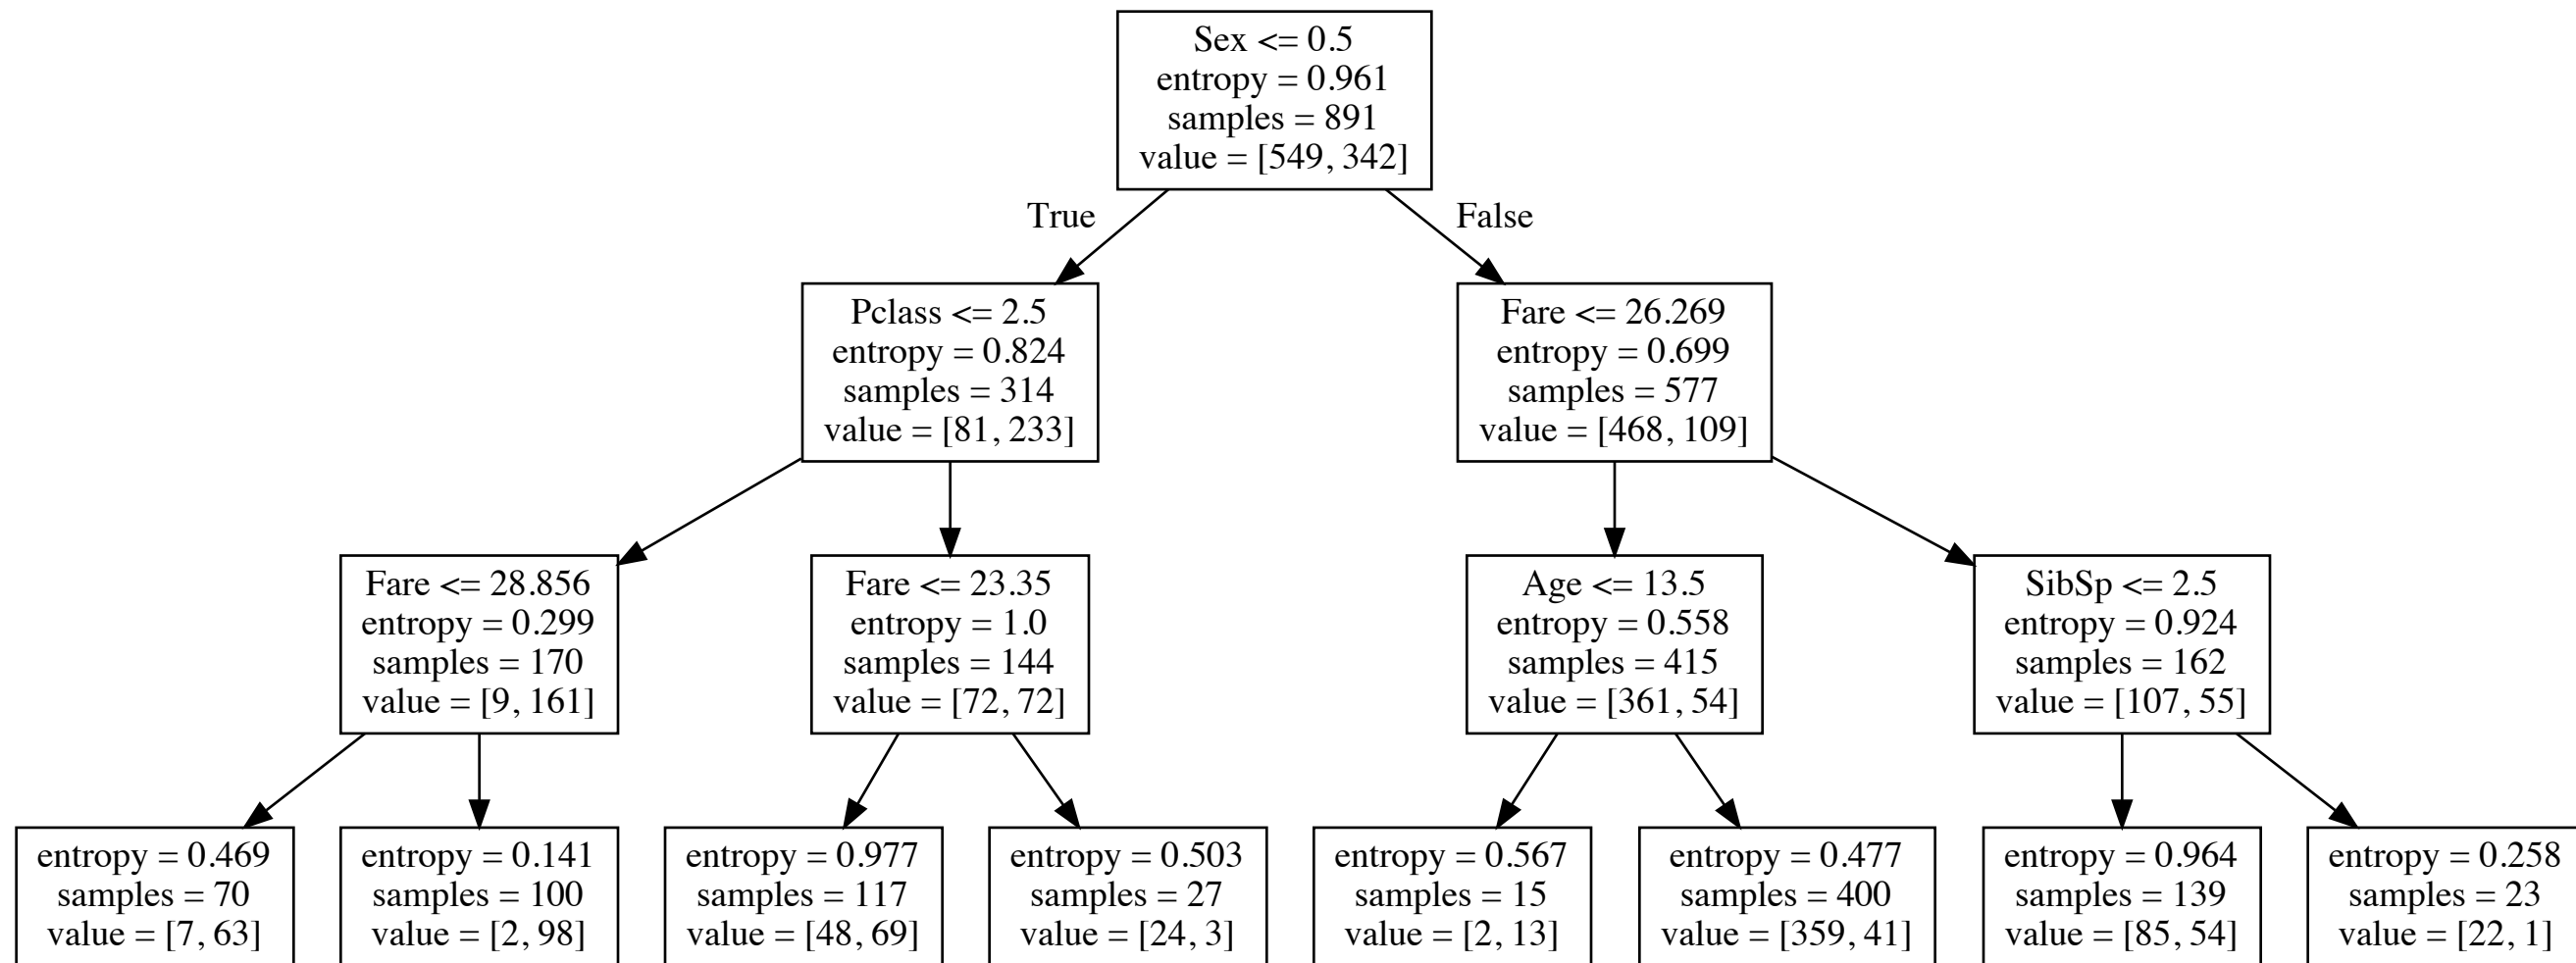 Sex <= 0.5
entropy = 0.961
samples = 891
value = [549, 342]
True
False
Pclass <= 2.5
entropy = 0.824
samples = 314
value = [81, 233]
Fare <= 26.269
entropy = 0.699
samples = 577
value = [468, 109]
Fare <= 28.856
entropy = 0.299
samples = 170
value = [9, 161]
Fare <= 23.35
entropy = 1.0
samples = 144
value = [72, 72]
Age <= 13.5
entropy = 0.558
samples = 415
value = [361, 54]
SibSp <= 2.5
entropy = 0.924
samples = 162
value = [107, 55]
entropy = 0.469
samples = 70
value = [7, 63]
entropy = 0.141
samples = 100
value = [2, 98]
entropy = 0.977
samples = 117
value = [48, 69]
entropy = 0.503
samples = 27
value = [24, 3]
entropy = 0.567
samples = 15
value = [2, 13]
entropy = 0.477
samples = 400
value = [359, 41]
entropy = 0.964
samples = 139
value = [85, 54]
entropy = 0.258
samples = 23
value = [22, 1]